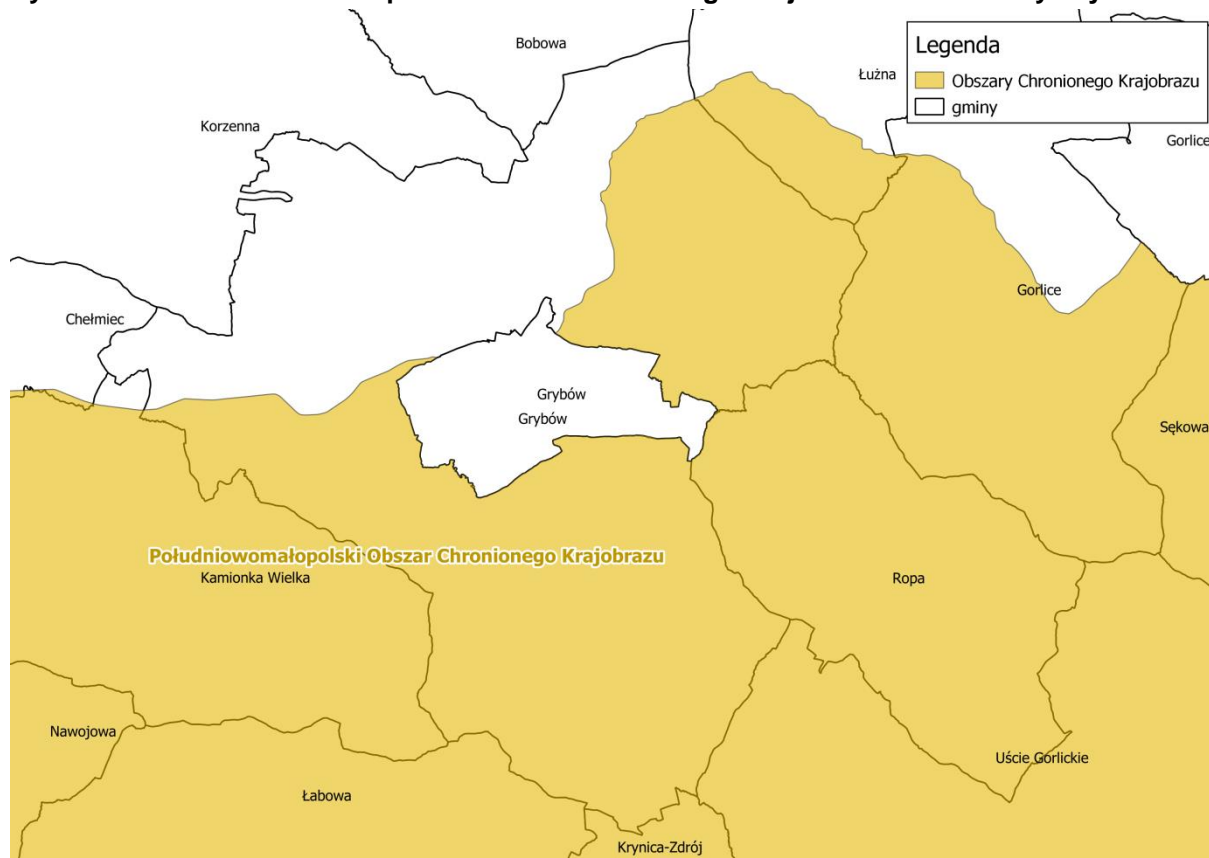 Bobowa
Legenda
Obszary Chronionego Krajobrazu
gminy
Łużna
Korzenna
Gorlice
Gorlice
Chełmiec
Grybów
Grybów
Sękowa
Południowomałopolski Obszar Chronionego Krajobrazu
Kamionka Wielka
Ropa
Nawojowa
Uście Gorlickie
Łabowa
Krynica-Zdrój